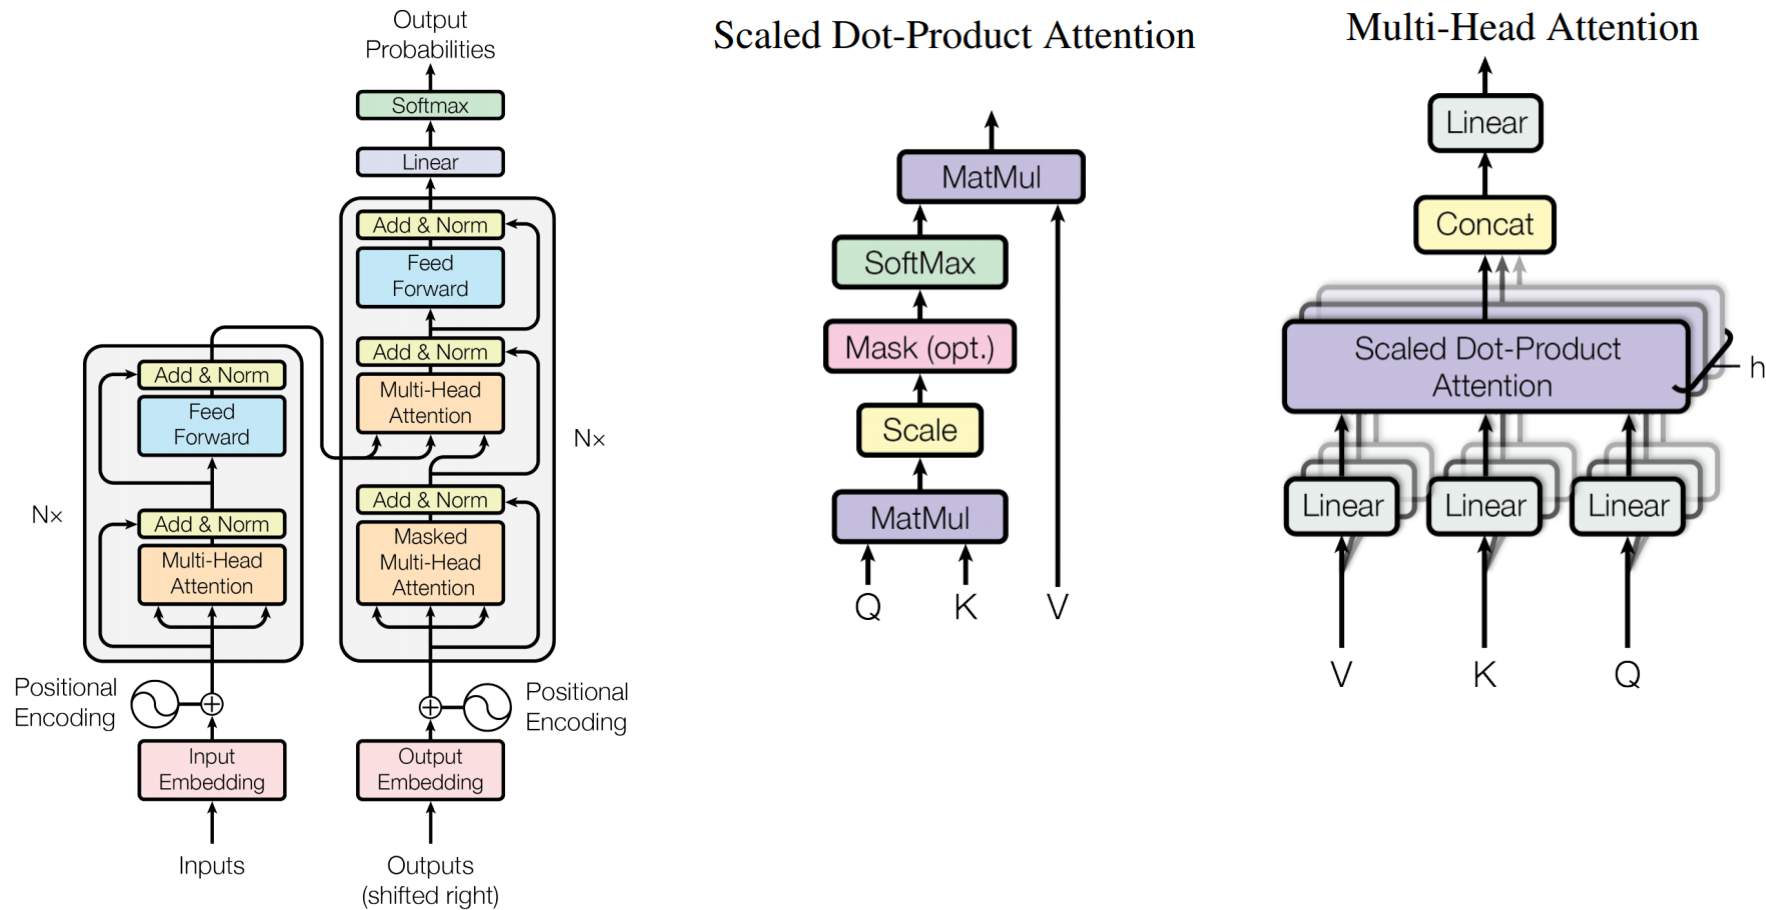 Output
Probabilities
Softmax
Linear
Add & Norm
Feed
Forward
Add & Norm
Multi-Head
Attention
Nx
Add & Norm
Masked
Multi-Head
Attention
Add & Norm
Feed
Forward
Nx
Add & Norm
Multi-Head
Attention
Positional
Encoding
Positional
Encoding
Input
Embedding
Output
Embedding
Inputs
Outputs
(shifted right)
Scaled Dot-Product Attention
MatMul
SoftMax
Mask (opt.)
Scale
MatMul
Q
K
V
Multi-Head Attention
Linear
Concat
Scaled Dot-Product
Attention
h
Linear
Linear
Linear
V
K
Q